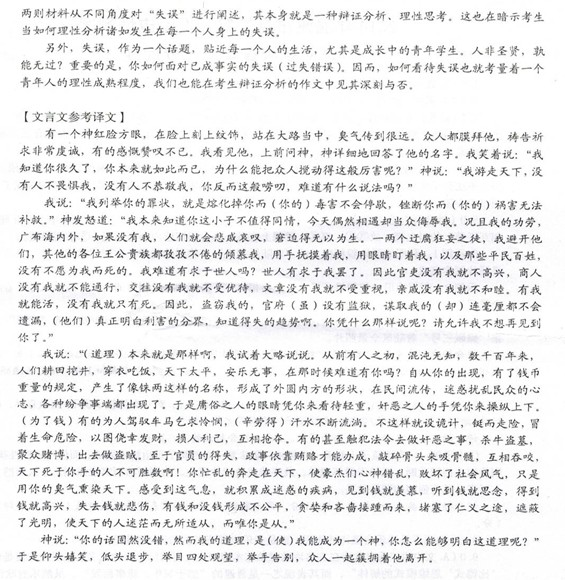 两则材料从不同角度对“失误”进行阐述，其本身就是一种辩证分析、理性思考。这也在暗示考生
当如何理性分析诸如发生在每一个人身上的失误。
另外，失误，作为一个话题，贴近每一个人的生活，尤其是成长中的青年学生。人非圣贤，孰
能无过？重要的是，你如何面对已成事实的失误（过失错误）。因而，如何看待失误也就考量着一个
青年人的理性成熟程度，我们也能在考生辩证分析的作文中见其深刻与否。
【文言文参考译文】
有一个神红脸方眼，在脸上刻上纹饰，站在大路当中，臭气传到很远。众人都膜拜他，祷告祈
求非常虔诚，有的感慨赞叹不已。我看见他，上前问神，神详细地回答了他的名字。我笑着说：“我
知道你很久了，你本来就如此而已，为什么能把众人搅动得这般厉害呢？”神说：“我游走天下，没
有人不畏惧我，没有人不恭敬我，你反而这般唠叨，难道有什么说法吗？”
我说：“我列举你的罪状，就是熔化掉你而（你的）毒害不会停歇，锉断你而（你的）祸害无法
补救。”神发怒道：“我本来知道你这小子不值得同情，今天偶然相遇却当众侮辱我。况且我的功劳，
广布海内外，如果没有我，人们就会悲戚哀叹，窘迫得无以为生。一两个迂腐狂妄之徒，我避开他
们，其他的各位王公贵族都孜孜不倦的倾慕我，用手抚摸着我，用眼睛盯着我，以及那些平民百姓，
没有不愿为我而死的。我难道有求于世人吗？世人有求于我罢了。因此官吏没有我就不高兴，商人
没有我就不能通行，交往没有我就不受优待，文章没有我就不受重视，亲戚没有我就不和睦。有我
就能活，没有我就只有死。因此，盗窃我的，官府（虽）设有监狱，谋取我的（却）连毫厘都不会
遗漏，（他们）真正明白利害的分界，知道得失的趋势啊。你凭什么那样说呢？请允许我不想再见到
你了。”
我说：“（道理）本来就是那样啊，我试着大略说说。从前有人之初，混沌无知，数千百年来，
人们耕田挖井，穿衣吃饭，天下太平，安乐无事，在那时候难道有你吗？自从你的出现，有了钱币
重量的规定，产生了像铢两这样的名称，形成了外圆内方的形状，在民间流传，迷惑扰乱民众的心
志，各种纷争事端都出现了。于是庸俗之人的眼睛凭你来看待轻重，奸恶之人的手凭你来操纵上下。
（为了钱）有的为人驾驭车马乞求怜悯，（辛劳得）汗水不断流淌。不这样就设诡计，铤而走险，冒
着生命危险，以图侥幸发财，损人利己，互相抢夺。有的甚至触犯法令去做奸恶之事，杀牛盗墓，
聚众赌博，出去做盗贼。至于官员的得失，政事依靠贿赂才能办成，敲碎骨头来吸骨髓，互相吞咬，
天下死于你手的人不可胜数啊！你忙乱的奔走在天下，使豪杰们心神错乱，败坏了社会风气，只是
用你的臭气熏染天下。感受到这气息，就积累成迷惑的疾病，见到钱就羡慕，听到钱就思念，得到
钱就高兴，失去钱就悲伤，有钱和没钱形成不公平，贪婪和吝啬接踵而来，堵塞了仁义之途，遮蔽
了光明，使天下的人迷茫而无所适从，而唯你是从。”
神说：“你的话固然没错，然而我的道理，是（使）我能成为一个神，你怎么能够明白这道理呢？”
于是仰头嬉笑，低头退步，举目四处观望，举手告别，众人一起簇拥着他离开。